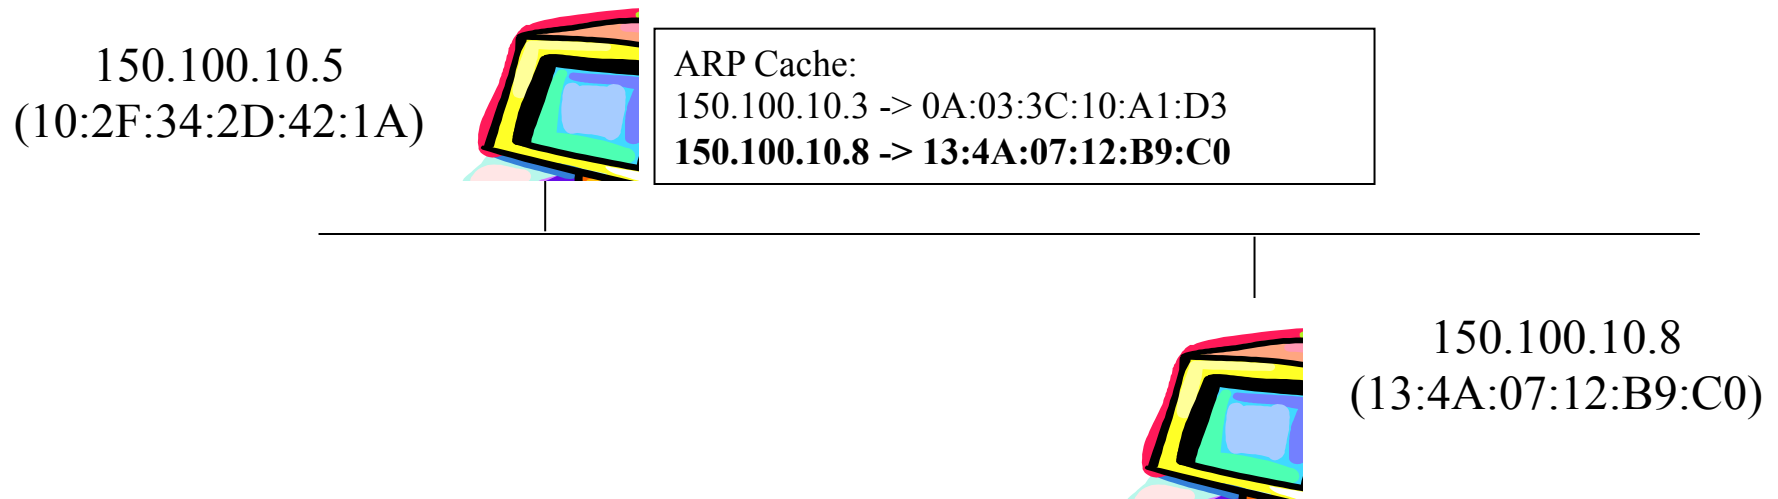 150.100.10.5
(10:2F:34:2D:42:1A)
ARP Cache:
150.100.10.3 -> 0A:03:3C:10:A1:D3
150.100.10.8 -> 13:4A:07:12:B9:C0
150.100.10.8
(13:4A:07:12:B9:C0)